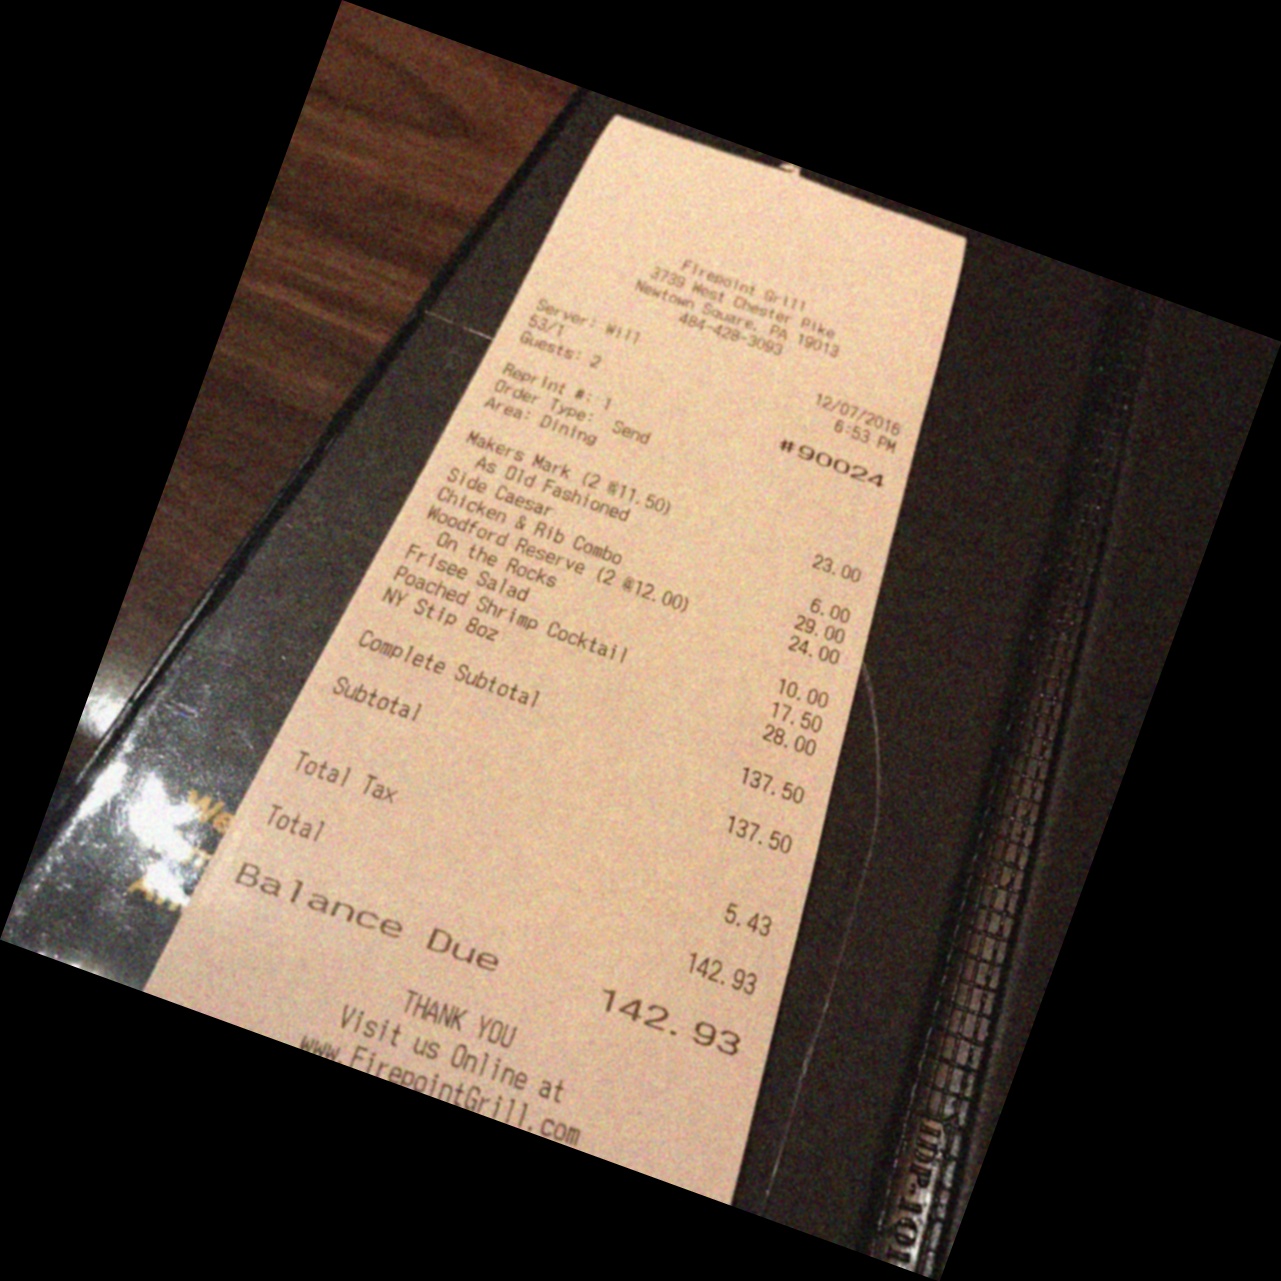 Firepoint Grill
3739 West Chester Pike
Newtown Square, PA 19013
484-428-3093
Server: Will
12/07/2016
53/1
6:53 PM
Guests: 2
#90024
Reprint #: 1
Order Type: Send
Area: Dining
Makers Mark (2 @11.50) 23.00
As Old Fashioned
Side Caesar 6.00
Chicken & Rib Combo 29.00
Woodford Reserve (2 @12.00) 24.00
On the Rocks
Frisee Salad 10.00
Poached Shrimp Cocktail 17.50
NY Stip 8oz 28.00
Complete Subtotal 137.50
Subtotal 137.50
Total Tax 5.43
Total 142.93
Balance Due 142.93
THANK YOU
Visit us Online at
www.FirepointGrill.com
We
IDP-101